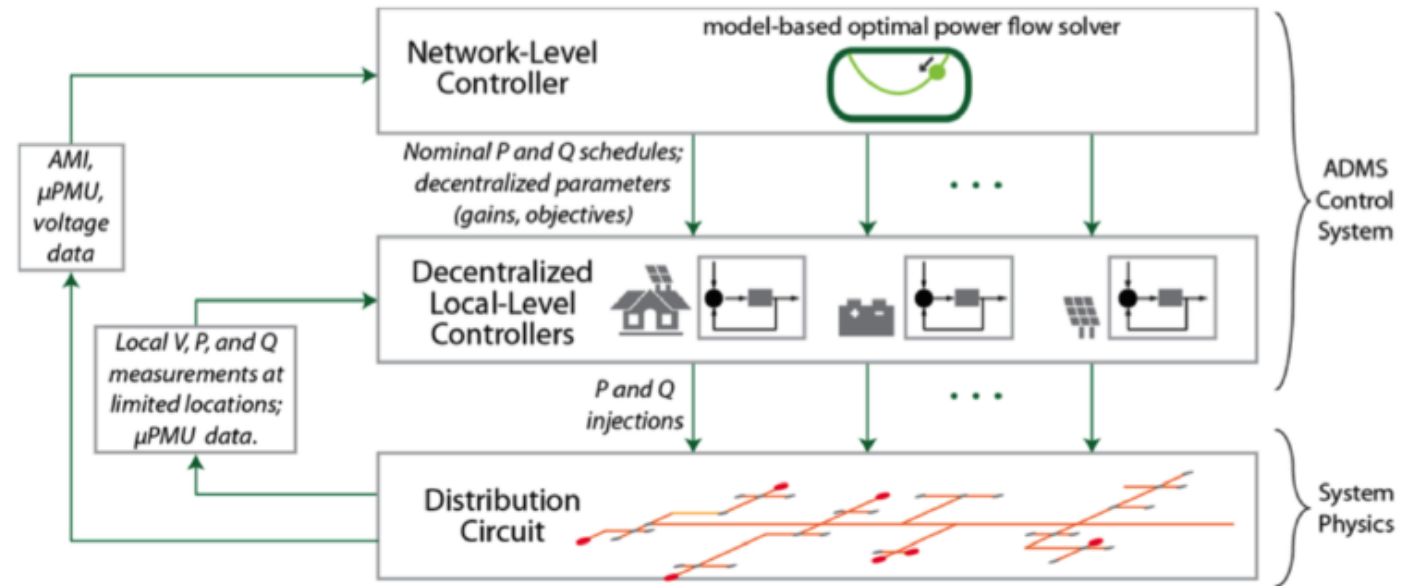 model-based optimal power flow solver
Network-Level
Controller
AMI,
µPMU,
voltage
data
Nominal P and Q schedules;
decentralized parameters
(gains, objectives)
ADMS
Control
System
Decentralized
Local-Level
Controllers
Local V, P, and Q
measurements at
limited locations;
µPMU data.
P and Q
injections
Distribution
Circuit
System
Physics